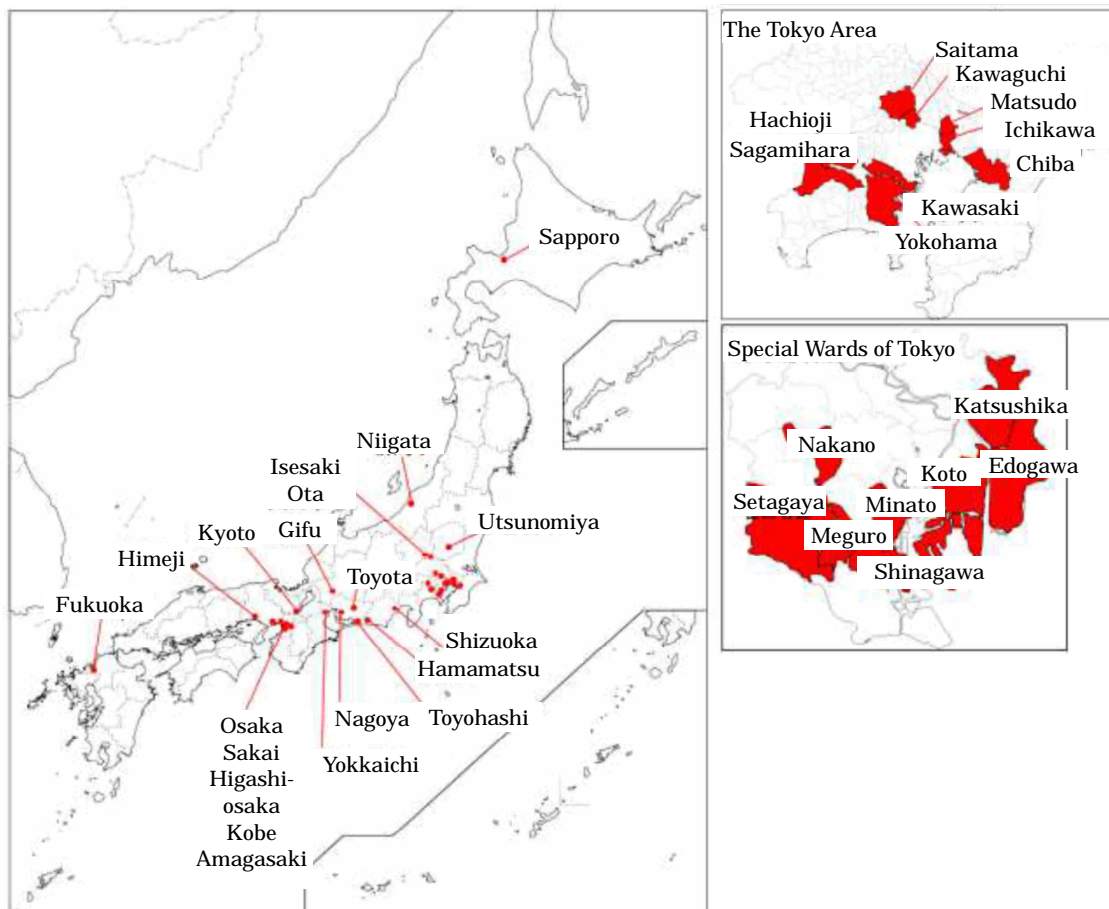 The Tokyo Area
Saitama
Kawaguchi
Matsudo
Ichikawa
Chiba
Hachioji
Sagamihara
Kawasaki
Yokohama
Sapporo
Niigata
Isesaki
Ota
Utsunomiya
Kyoto
Gifu
Himeji
Toyota
Fukuoka
Shizuoka
Hamamatsu
Toyohashi
Nagoya
Yokkaichi
Osaka
Sakai
Higashi-
osaka
Kobe
Amagasaki
Special Wards of Tokyo
Katsushika
Nakano
Koto
Edogawa
Setagaya
Minato
Meguro
Shinagawa